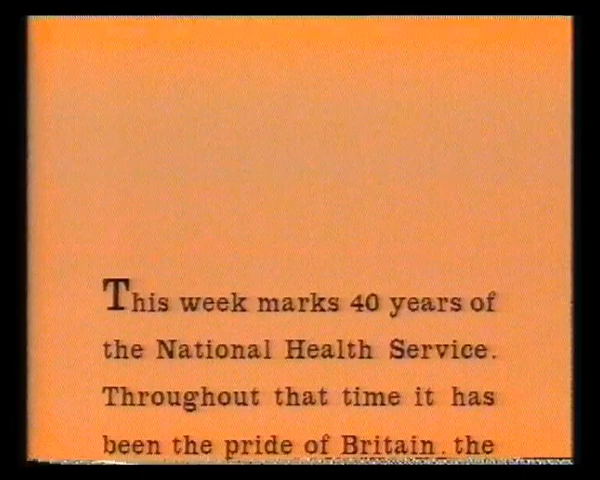 This week marks 40 years of
the National Health Service.
Throughout that time it has
been the pride of Britain. the